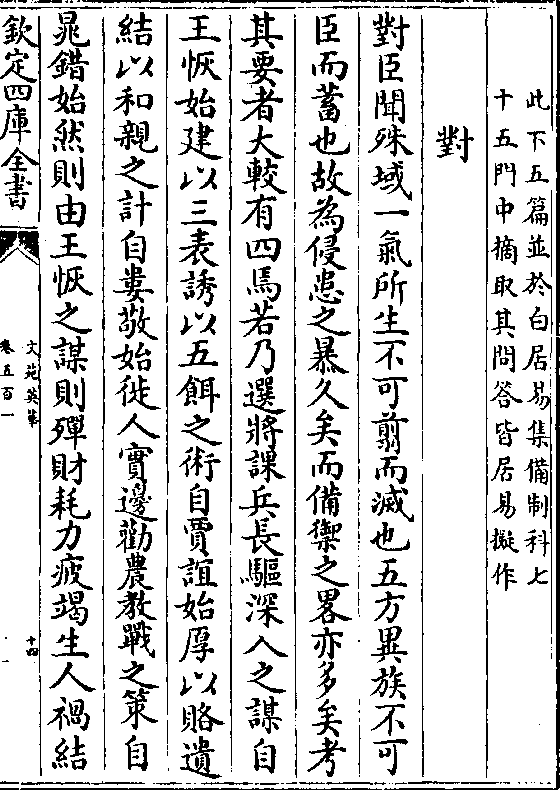 此下五篇並於白居易集備制科七
十五門中摘取其問答皆居易擬作
對
對臣聞殊域一氣所生不可翦而滅也五方異族不可
臣而蓄也故為侵患之暴久矣而備禦之畧亦多矣考
其要者大較有四焉若乃選將課兵長驅深入之謀自
王恢始建以三表誘以五餌之術自賈誼始厚以賂遺
結以和親之計自婁敬始徙人實邊勸農教戰之策自
晁錯始然則由王恢之謀則殫財耗力疲竭生人禍結
欽定四庫全書
文苑英華
卷五百一
十四